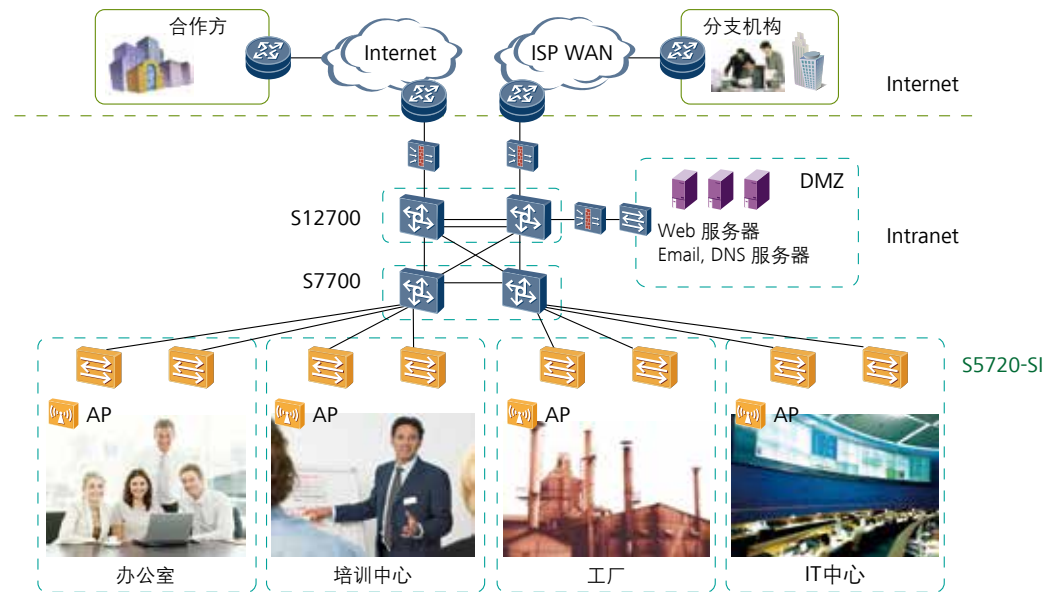 合作方
Internet
ISP WAN
分支机构
Internet
DMZ
S12700
Web 服务器
Email, DNS 服务器
Intranet
S7700
S5720-SI
AP
AP
AP
AP
办公室
培训中心
工厂
IT中心